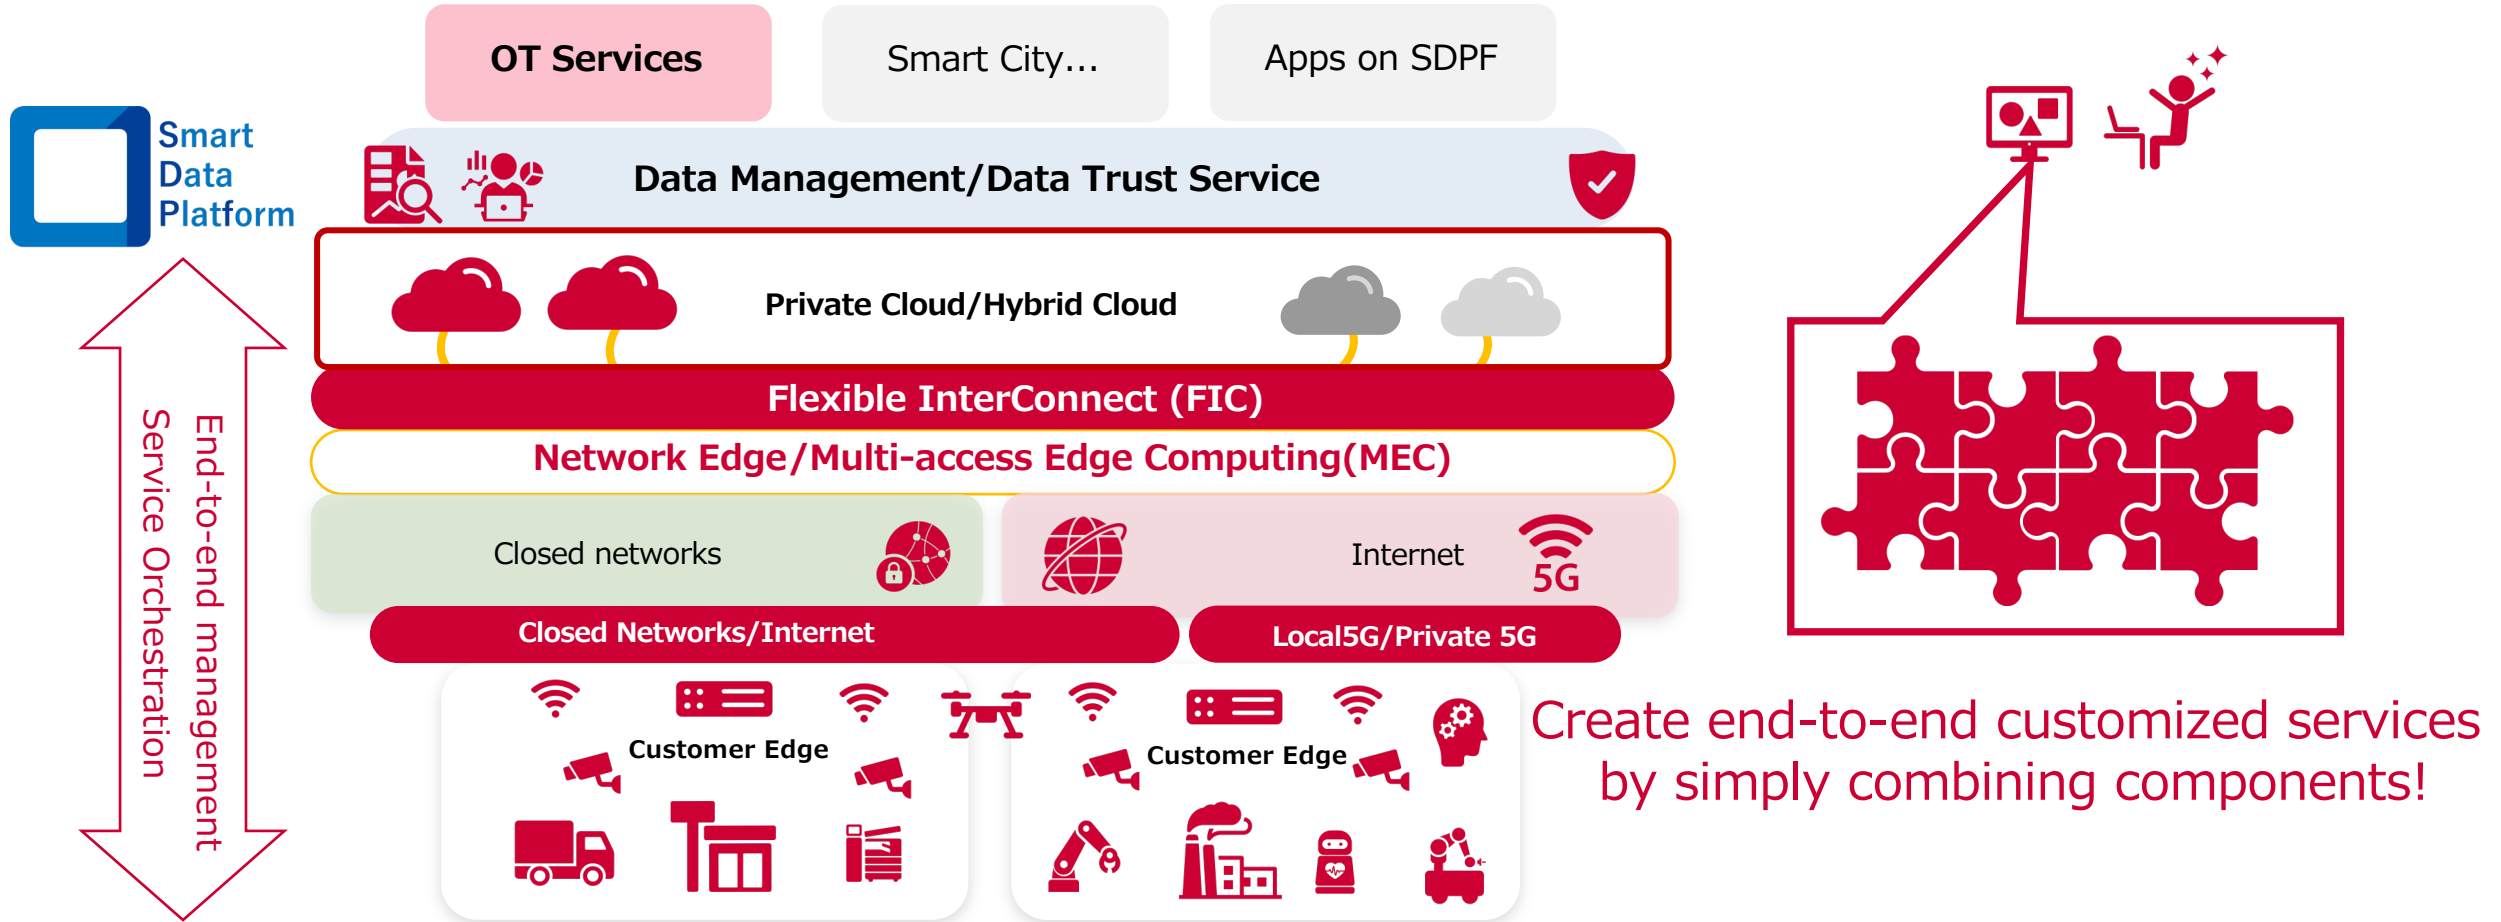 OT Services
Smart City...
Apps on SDPF
Smart
Data
Platform
Data Management/Data Trust Service
Private Cloud/Hybrid Cloud
Flexible InterConnect (FIC)
Network Edge/Multi-access Edge Computing(MEC)
Closed networks
Internet
5G
Closed Networks/Internet
Local5G/Private 5G
Customer Edge
Customer Edge
End-to-end management
Service Orchestration
Create end-to-end customized services
by simply combining components!